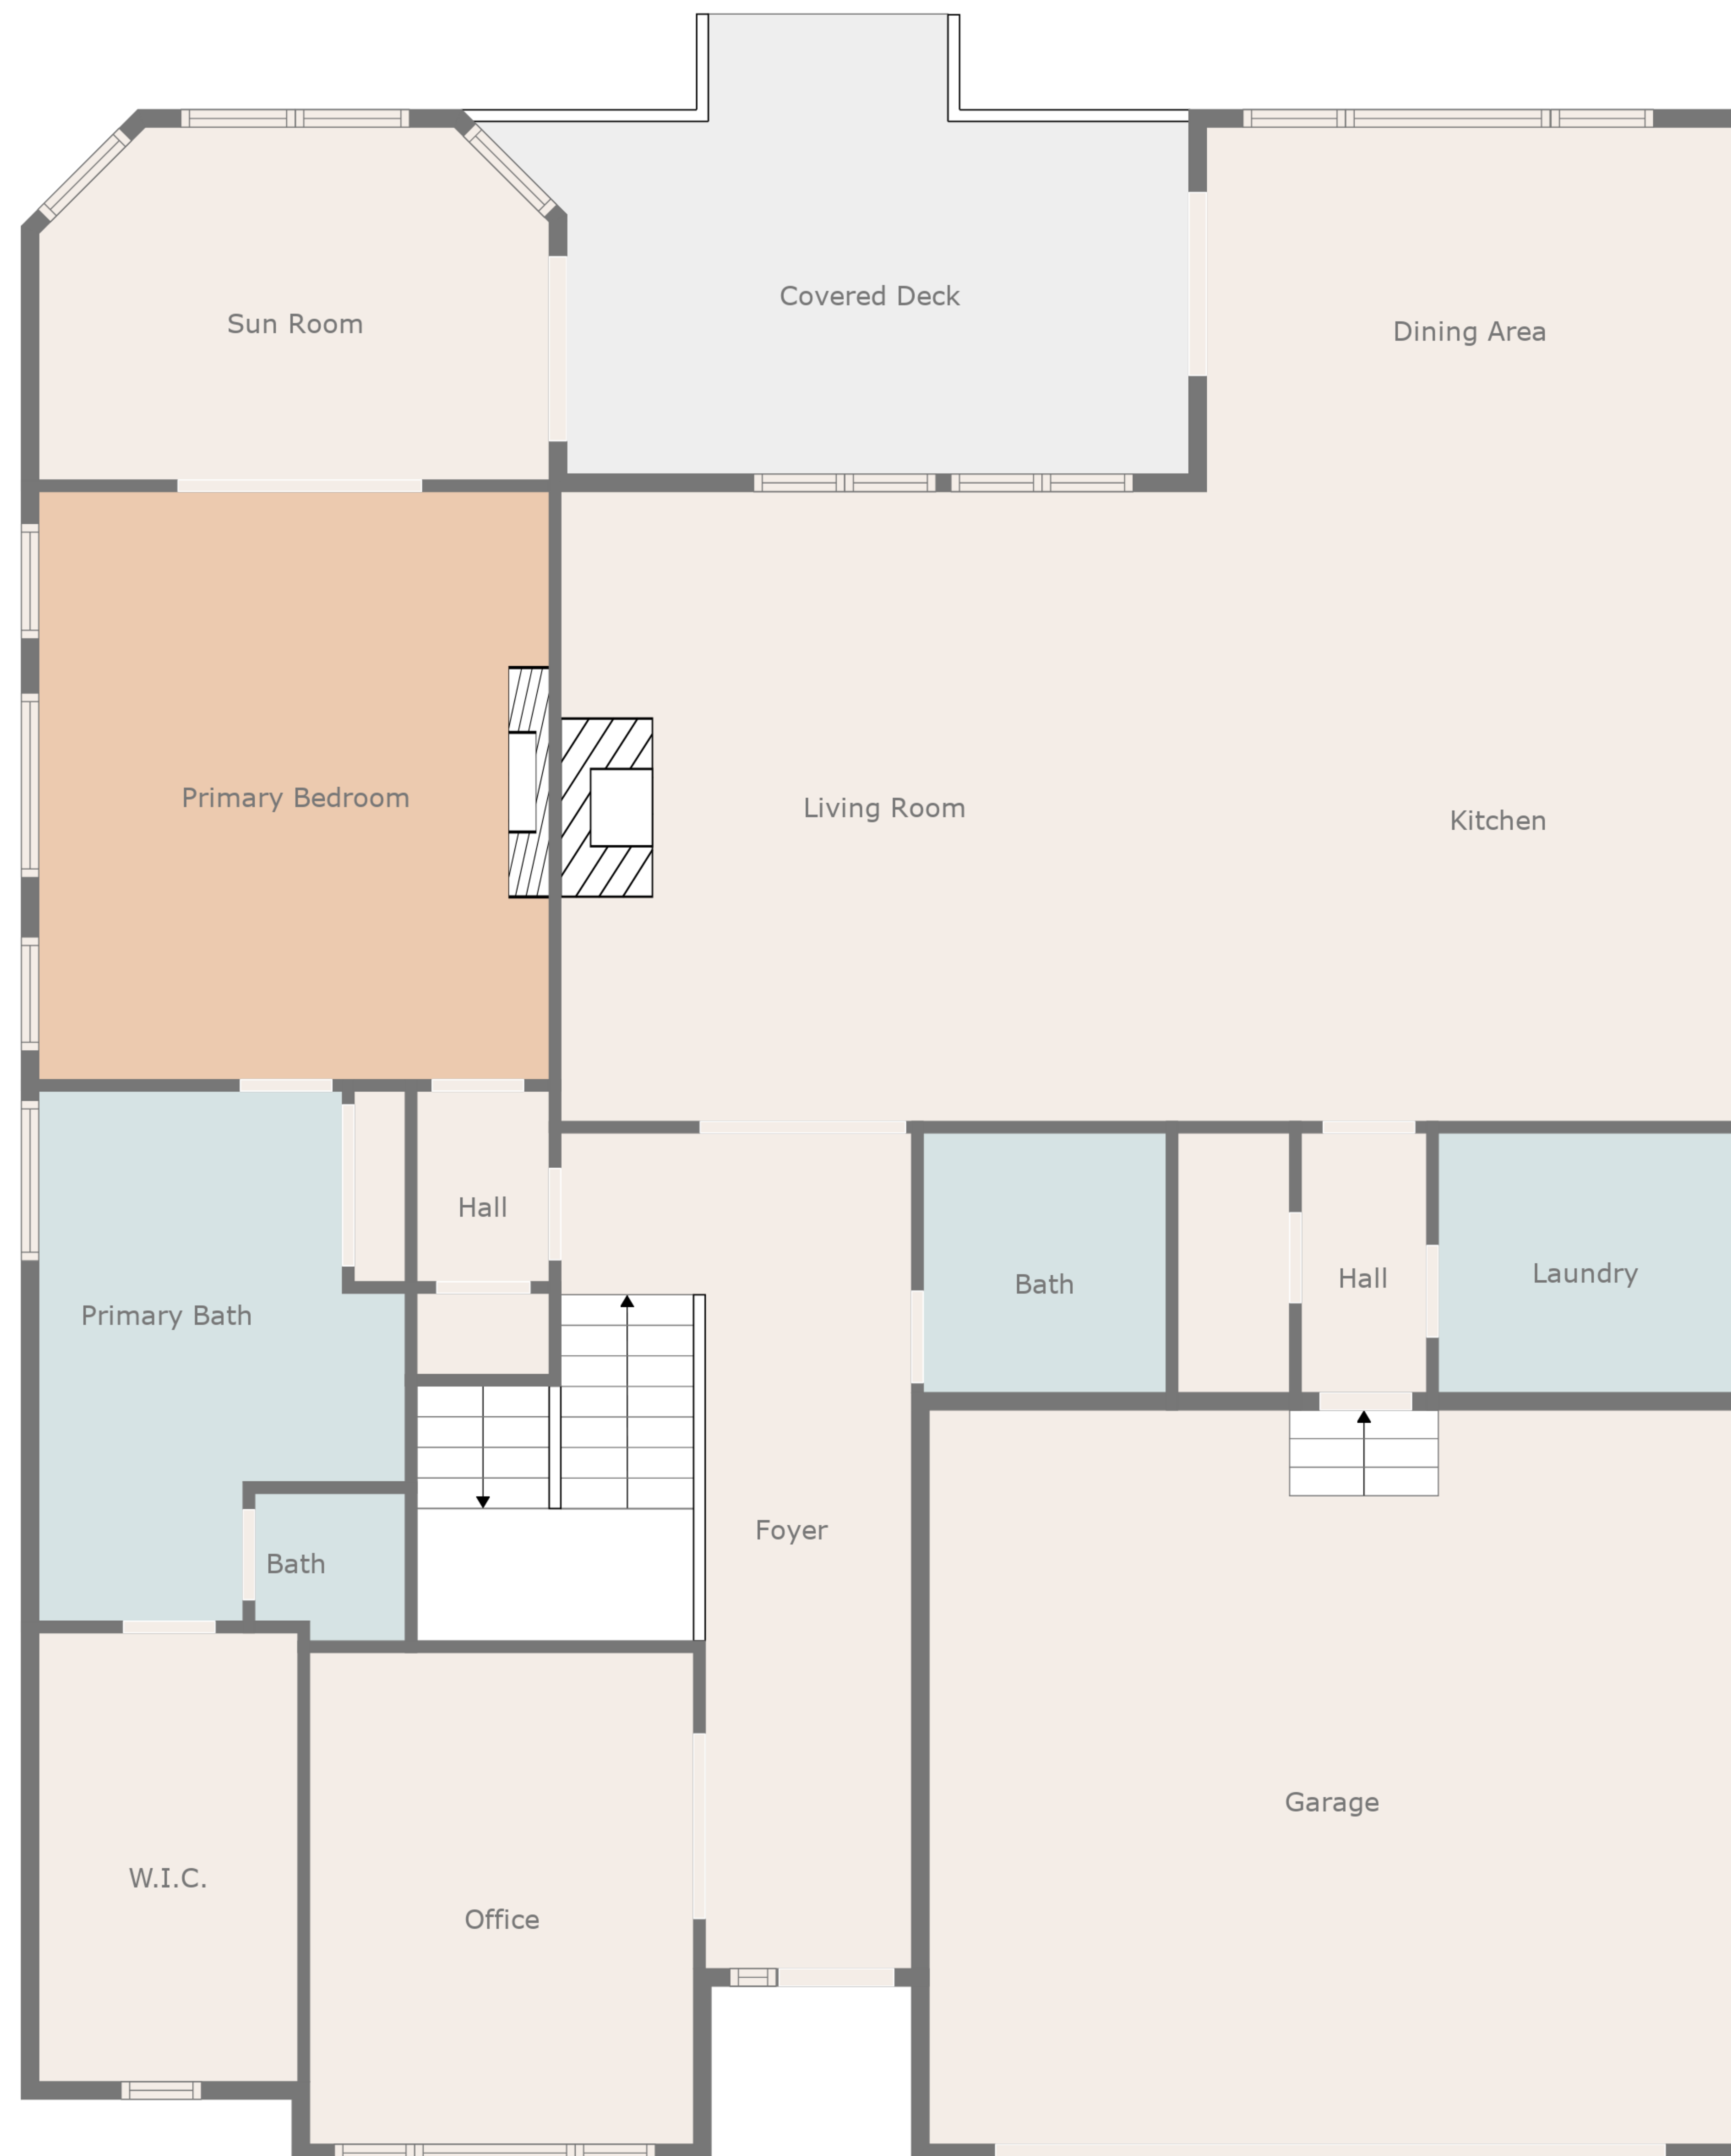 Covered Deck
Sun Room
Dining Area
Primary Bedroom
Living Room
Kitchen
Hall
Bath
Hall
Laundry
Primary Bath
Foyer
Bath
Garage
W.I.C.
Office